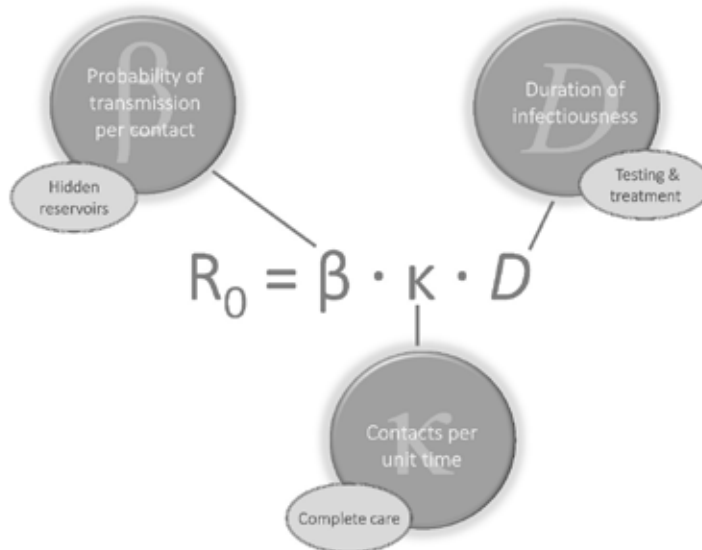 β
Probability of
transmission
per contact
Hidden
reservoirs
D
Duration of
infectiousness
Testing &
treatment
R₀ = β · κ · D
κ
Contacts per
unit time
Complete care